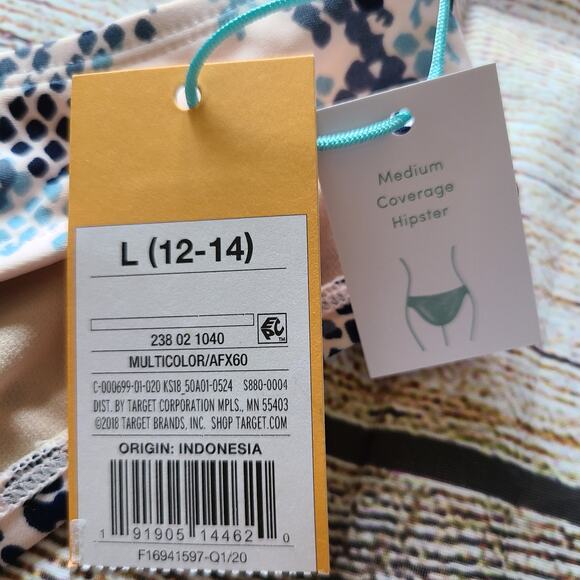 L (12-14)
EPC™
238 02 1040
MULTICOLOR/AFX60
C-000699-01-020 KS18_50A01-0524 S880-0004
DIST. BY TARGET CORPORATION MPLS., MN 55403
©2018 TARGET BRANDS, INC. SHOP TARGET.COM
ORIGIN: INDONESIA
1 91905 14462 0
F16941597-Q1/20
Medium
Coverage
Hipster